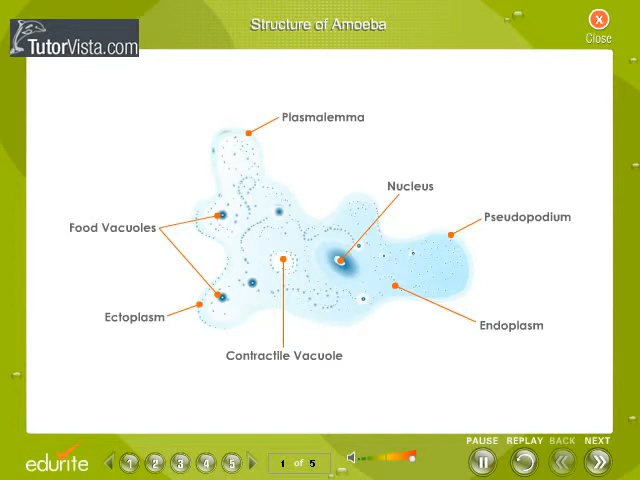 Structure of Amoeba
Close
TutorVista.com
Plasmalemma
Nucleus
Pseudopodium
Food Vacuoles
Ectoplasm
Endoplasm
Contractile Vacuole
PAUSE REPLAY BACK NEXT
edurite
1 2 3 4 5
1 of 5